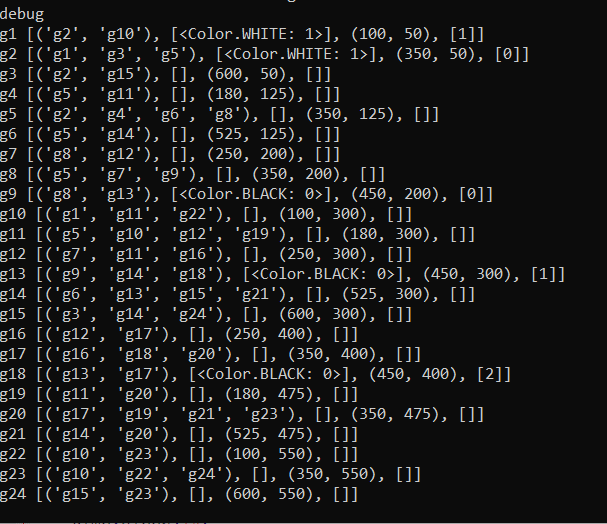 debug
g1 [('g2', 'g10'), [<Color.WHITE: 1>], (100, 50), [1]]
g2 [('g1', 'g3', 'g5'), [<Color.WHITE: 1>], (350, 50), [0]]
g3 [('g2', 'g15'), [], (600, 50), []]
g4 [('g5', 'g11'), [], (180, 125), []]
g5 [('g2', 'g4', 'g6', 'g8'), [], (350, 125), []]
g6 [('g5', 'g14'), [], (525, 125), []]
g7 [('g8', 'g12'), [], (250, 200), []]
g8 [('g5', 'g7', 'g9'), [], (350, 200), []]
g9 [('g8', 'g13'), [<Color.BLACK: 0>], (450, 200), [0]]
g10 [('g1', 'g11', 'g22'), [], (100, 300), []]
g11 [('g5', 'g10', 'g12', 'g19'), [], (180, 300), []]
g12 [('g7', 'g11', 'g16'), [], (250, 300), []]
g13 [('g9', 'g14', 'g18'), [<Color.BLACK: 0>], (450, 300), [1]]
g14 [('g6', 'g13', 'g15', 'g21'), [], (525, 300), []]
g15 [('g3', 'g14', 'g24'), [], (600, 300), []]
g16 [('g12', 'g17'), [], (250, 400), []]
g17 [('g16', 'g18', 'g20'), [], (350, 400), []]
g18 [('g13', 'g17'), [<Color.BLACK: 0>], (450, 400), [2]]
g19 [('g11', 'g20'), [], (180, 475), []]
g20 [('g17', 'g19', 'g21', 'g23'), [], (350, 475), []]
g21 [('g14', 'g20'), [], (525, 475), []]
g22 [('g10', 'g23'), [], (100, 550), []]
g23 [('g10', 'g22', 'g24'), [], (350, 550), []]
g24 [('g15', 'g23'), [], (600, 550), []]